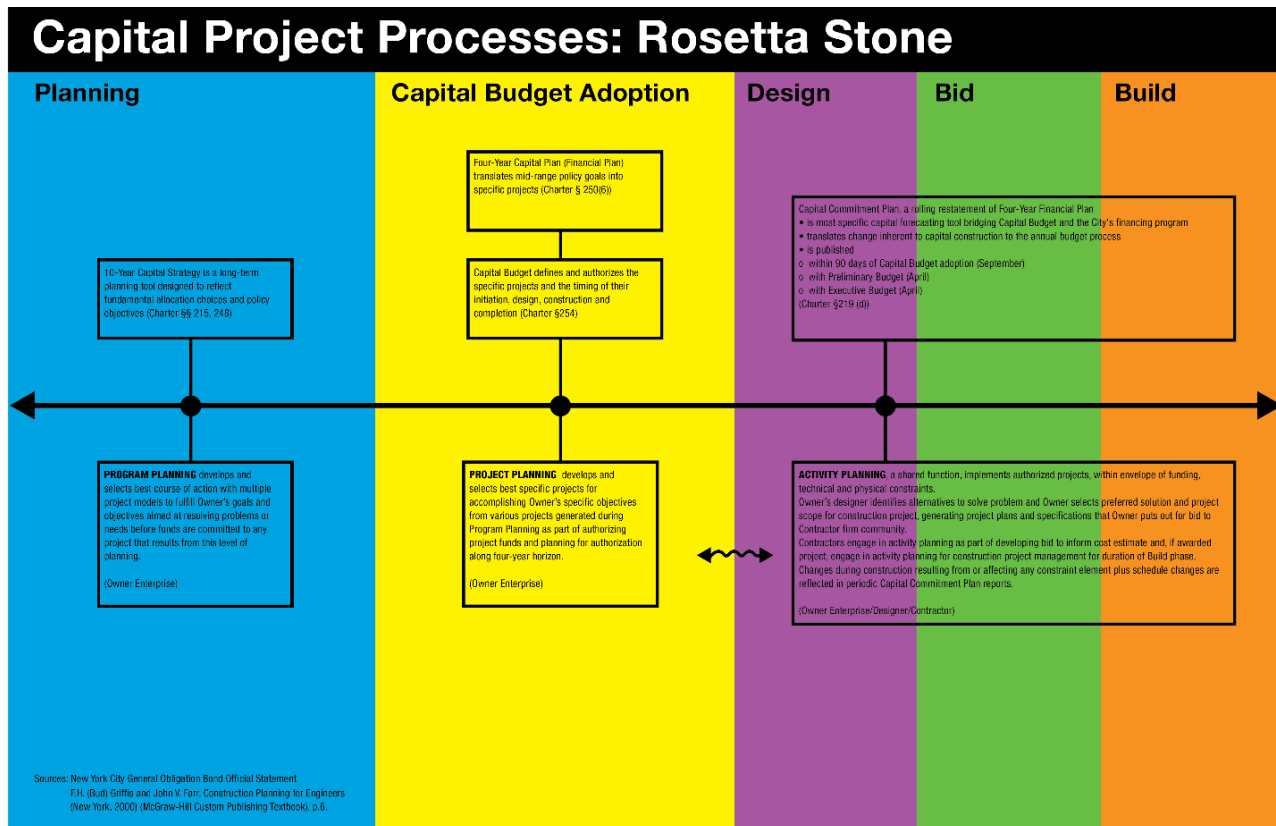 Capital Project Processes: Rosetta Stone
Planning
Capital Budget Adoption
Design
Bid
Build
Four-Year Capital Plan (Financial Plan)
translates mid-range policy goals into
specific projects (Charter § 250(6))
Capital Commitment Plan, a rolling restatement of Four-Year Financial Plan
• is most specific capital forecasting tool bridging Capital Budget and the City's financing program
• translates change inherent to capital construction to the annual budget process
• is published
o within 90 days of Capital Budget adoption (September)
o with Preliminary Budget (April)
o with Executive Budget (April)
(Charter §219 (d))
10-Year Capital Strategy is a long-term
planning tool designed to reflect
fundamental allocation choices and policy
objectives (Charter §§ 215, 248)
Capital Budget defines and authorizes the
specific projects and the timing of their
initiation, design, construction and
completion (Charter §254)
PROGRAM PLANNING develops and
selects best course of action with multiple
project models to fulfill Owner's goals and
objectives aimed at resolving problems or
needs before funds are committed to any
project that results from this level of
planning.
(Owner Enterprise)
PROJECT PLANNING develops and
selects best specific projects for
accomplishing Owner's specific objectives
from various projects generated during
Program Planning as part of authorizing
project funds and planning for authorization
along four-year horizon.
(Owner Enterprise)
ACTIVITY PLANNING, a shared function, implements authorized projects, within envelope of funding,
technical and physical constraints.
Owner's designer identifies alternatives to solve problem and Owner selects preferred solution and project
scope for construction project, generating project plans and specifications that Owner puts out for bid to
Contractor firm community.
Contractors engage in activity planning as part of developing bid to inform cost estimate and, if awarded
project, engage in activity planning for construction project management for duration of Build phase.
Changes during construction resulting from or affecting any constraint element plus schedule changes are
reflected in periodic Capital Commitment Plan reports.
(Owner Enterprise/Designer/Contractor)
Sources: New York City General Obligation Bond Official Statement
F.H. (Bud) Griffis and John V. Farr, Construction Planning for Engineers
(New York, 2000) (McGraw-Hill Custom Publishing Textbook), p.6.